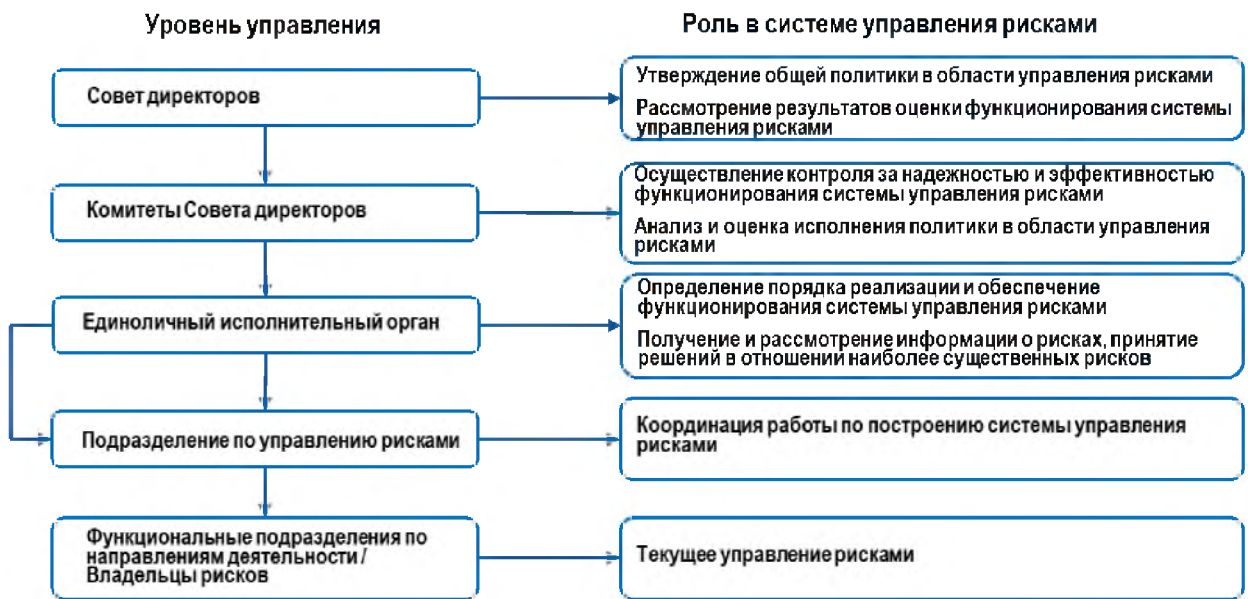 Уровень управления
Роль в системе управления рисками
Совет директоров
Утверждение общей политики в области управления рисками
Рассмотрение результатов оценки функционирования системы
управления рисками
Комитеты Совета директоров
Осуществление контроля за надежностью и эффективностью
функционирования системы управления рисками
Анализ и оценка исполнения политики в области управления
рисками
Единоличный исполнительный орган
Определение порядка реализации и обеспечение
функционирования системы управления рисками
Получение и рассмотрение информации о рисках, принятие
решений в отношений наиболее существенных рисков
Подразделение по управлению рисками
Координация работы по построению системы управления
рисками
Функциональные подразделения по
направлениям деятельности /
Владельцы рисков
Текущее управление рисками